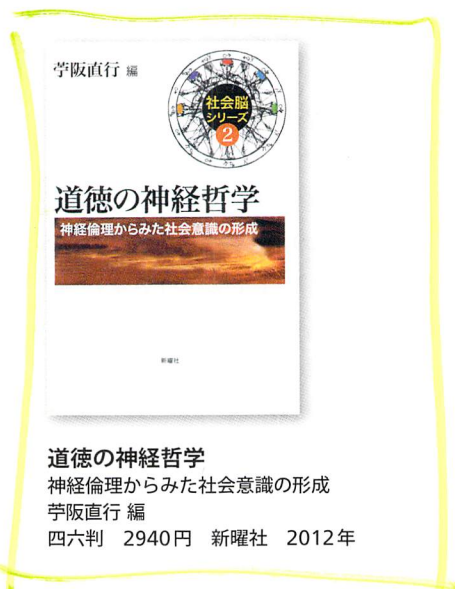 苧阪直行 編
社会脳
シリーズ
2
道徳の神経哲学
神経倫理からみた社会意識の形成
新曜社
道徳の神経哲学
神経倫理からみた社会意識の形成
苧阪直行 編
四六判 2940円 新曜社 2012年